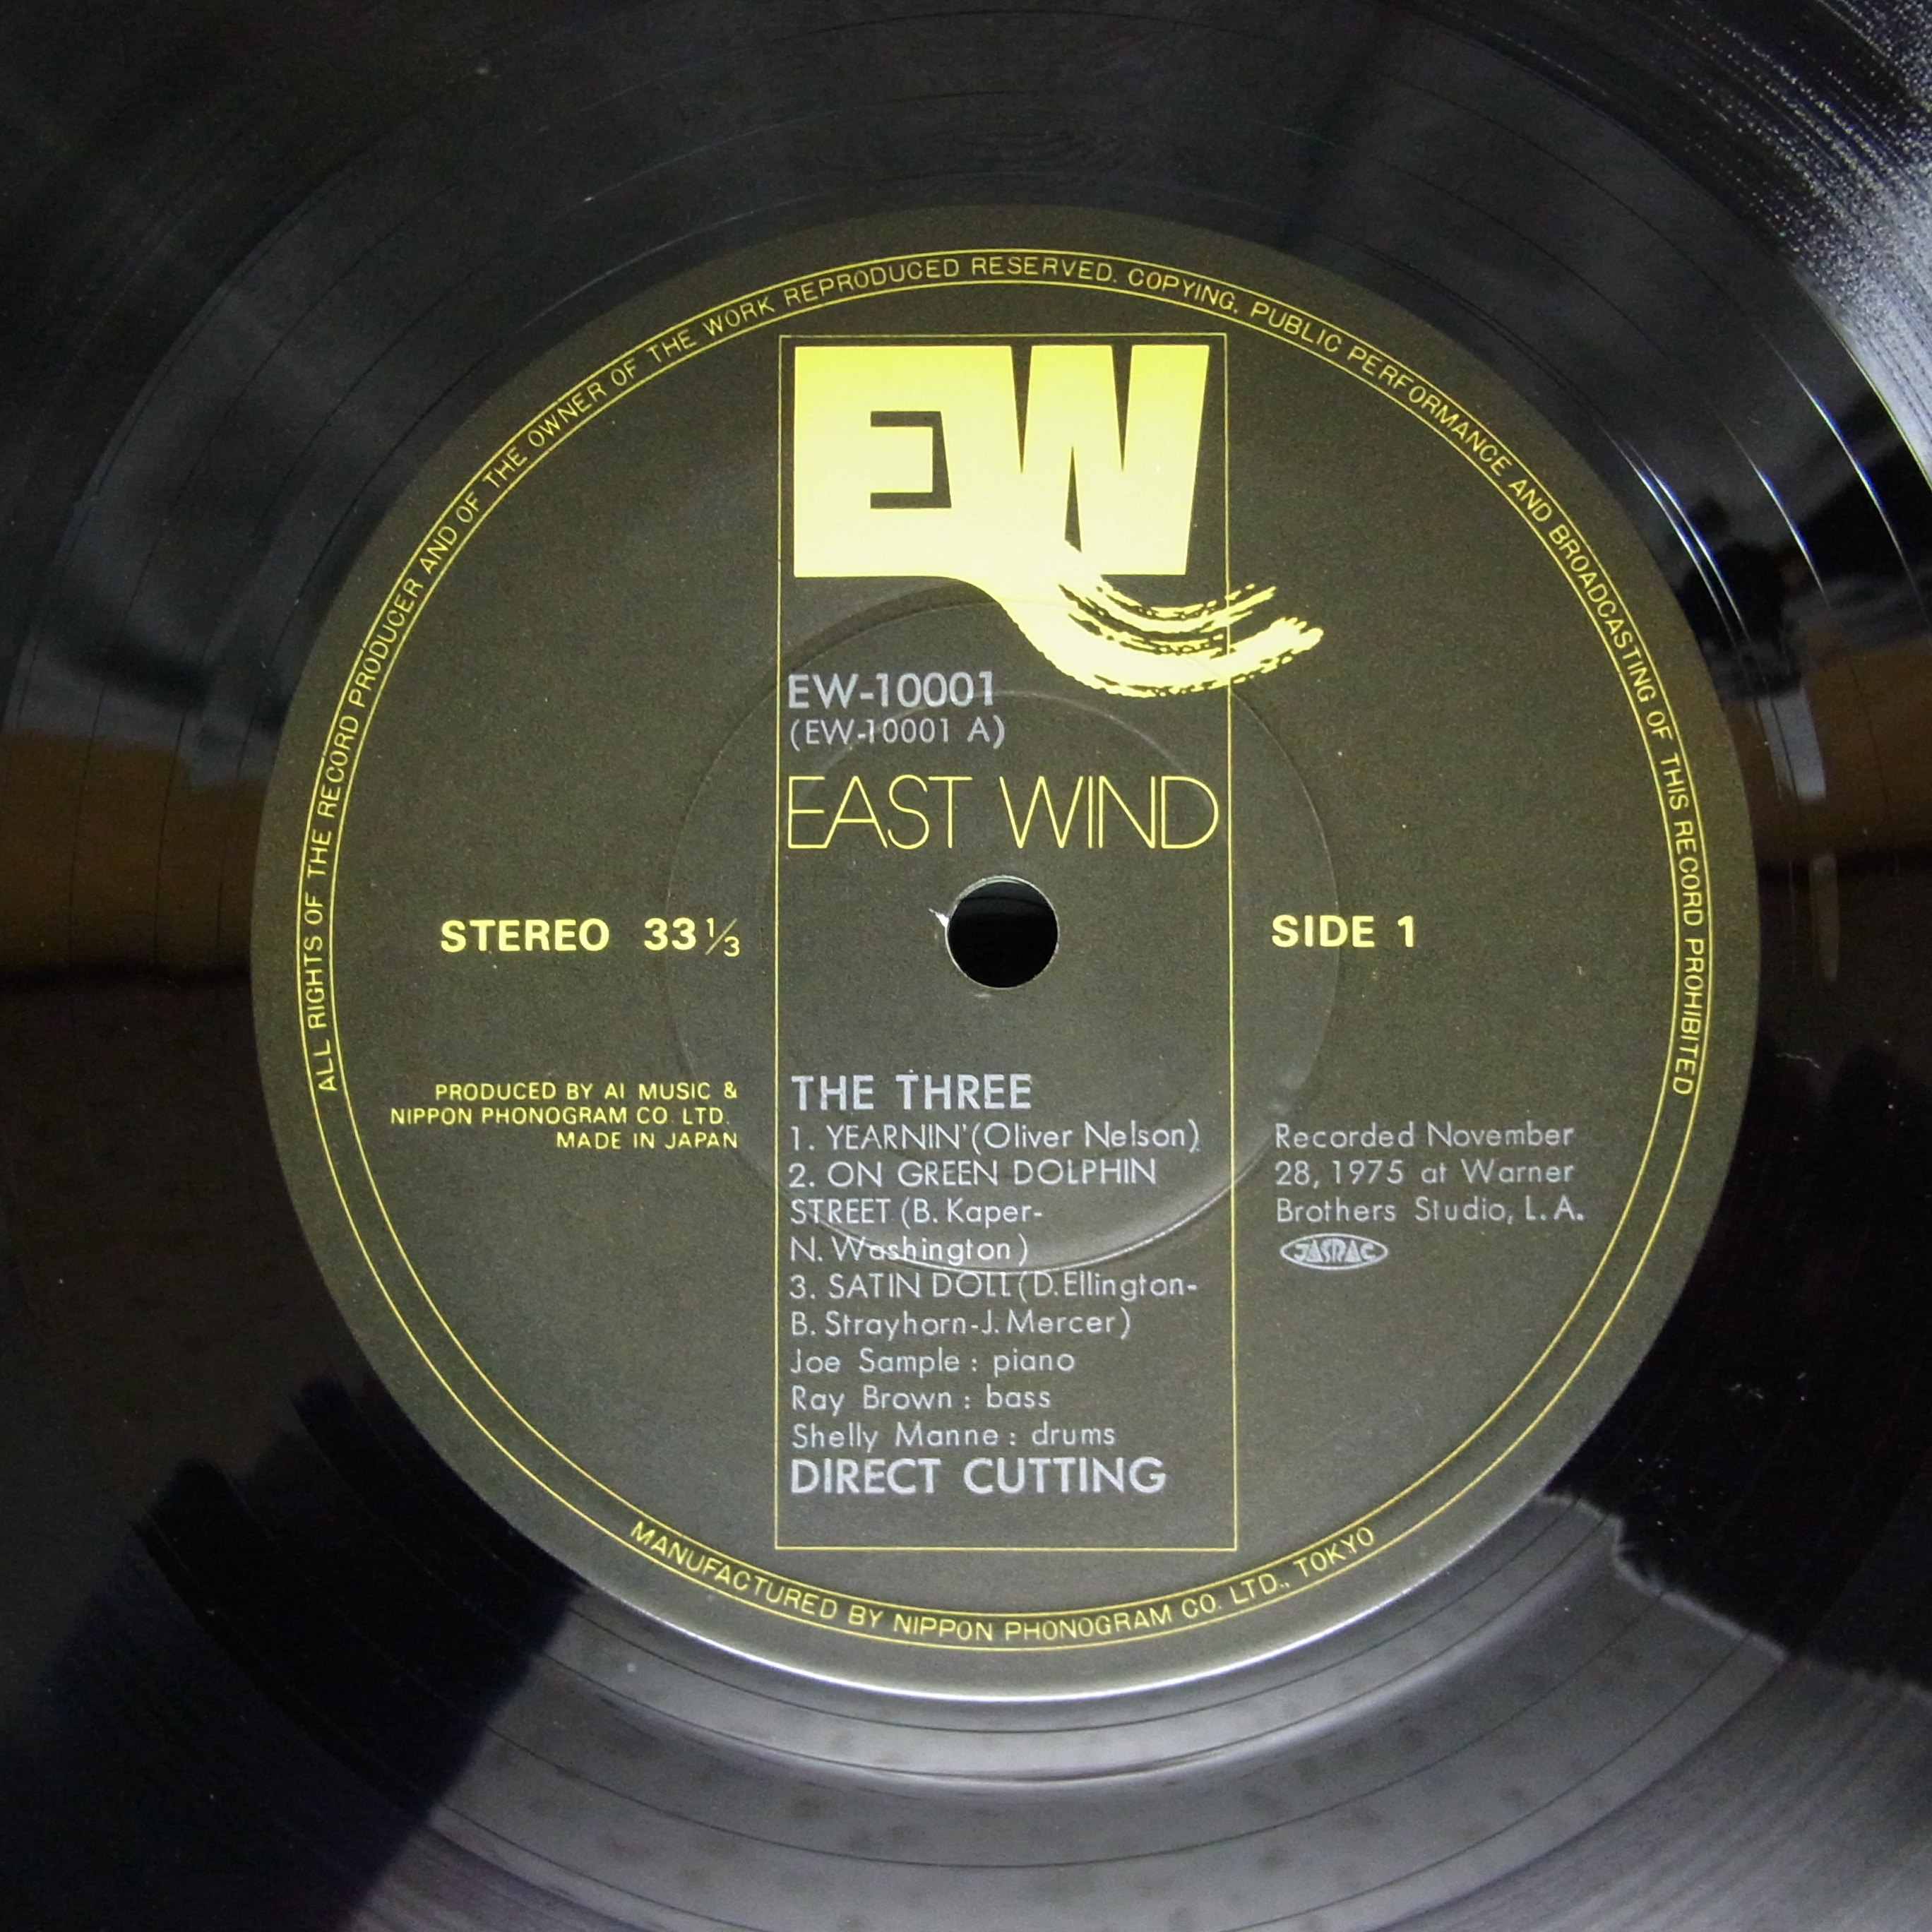 ALL RIGHTS OF THE RECORD PRODUCER AND OF THE OWNER OF THE WORK REPRODUCED RESERVED. COPYING, PUBLIC PERFORMANCE AND BROADCASTING OF THIS RECORD PROHIBITED
EW
EW-10001
(EW-10001 A)
EAST WIND
STEREO 33 1/3
SIDE 1
PRODUCED BY AI MUSIC &
NIPPON PHONOGRAM CO. LTD.
MADE IN JAPAN
THE THREE
1. YEARNIN' (Oliver Nelson)
2. ON GREEN DOLPHIN
STREET (B. Kaper-
N. Washington)
3. SATIN DOLL (D.Ellington-
B. Strayhorn-J. Mercer)
Joe Sample : piano
Ray Brown : bass
Shelly Manne : drums
DIRECT CUTTING
Recorded November
28, 1975 at Warner
Brothers Studio, L.A.
JASRAC
MANUFACTURED BY NIPPON PHONOGRAM CO. LTD., TOKYO